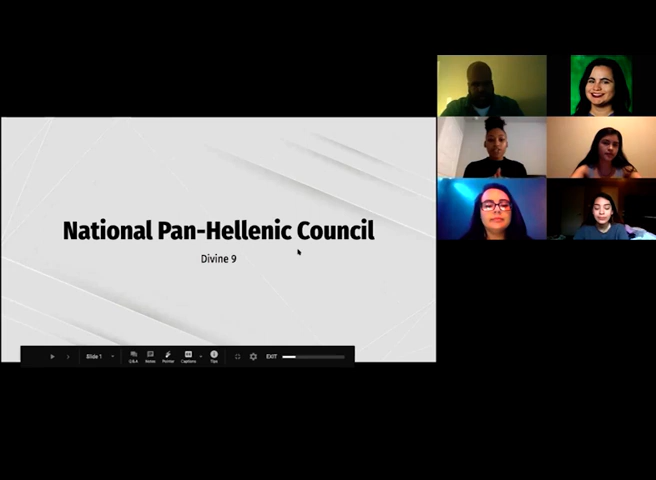 National Pan-Hellenic Council
Divine 9
Slide 1
Q&A Notes Pointer Captions Tips
EXIT